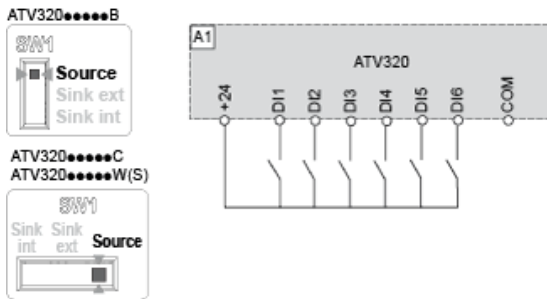 ATV320●●●●●B
SW1
Source
Sink ext
Sink int
ATV320●●●●●C
ATV320●●●●●W(S)
SW1
Sink int
Sink ext
Source
A1
ATV320
+24
DI1
DI2
DI3
DI4
DI5
DI6
COM